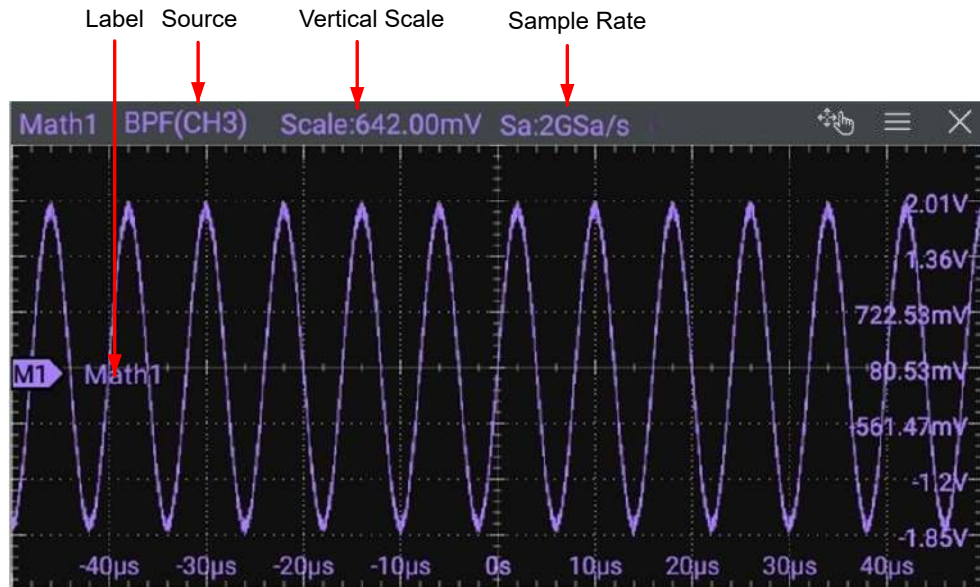 Label Source Vertical Scale Sample Rate
Math1 BPF(CH3) Scale:642.00mV Sa:2GSa/s
2.01V
1.36V
722.53mV
M1 Math1 80.53mV
-561.47mV
-1.2V
-1.85V
-40µs -30µs -20µs -10µs 0s 10µs 20µs 30µs 40µs